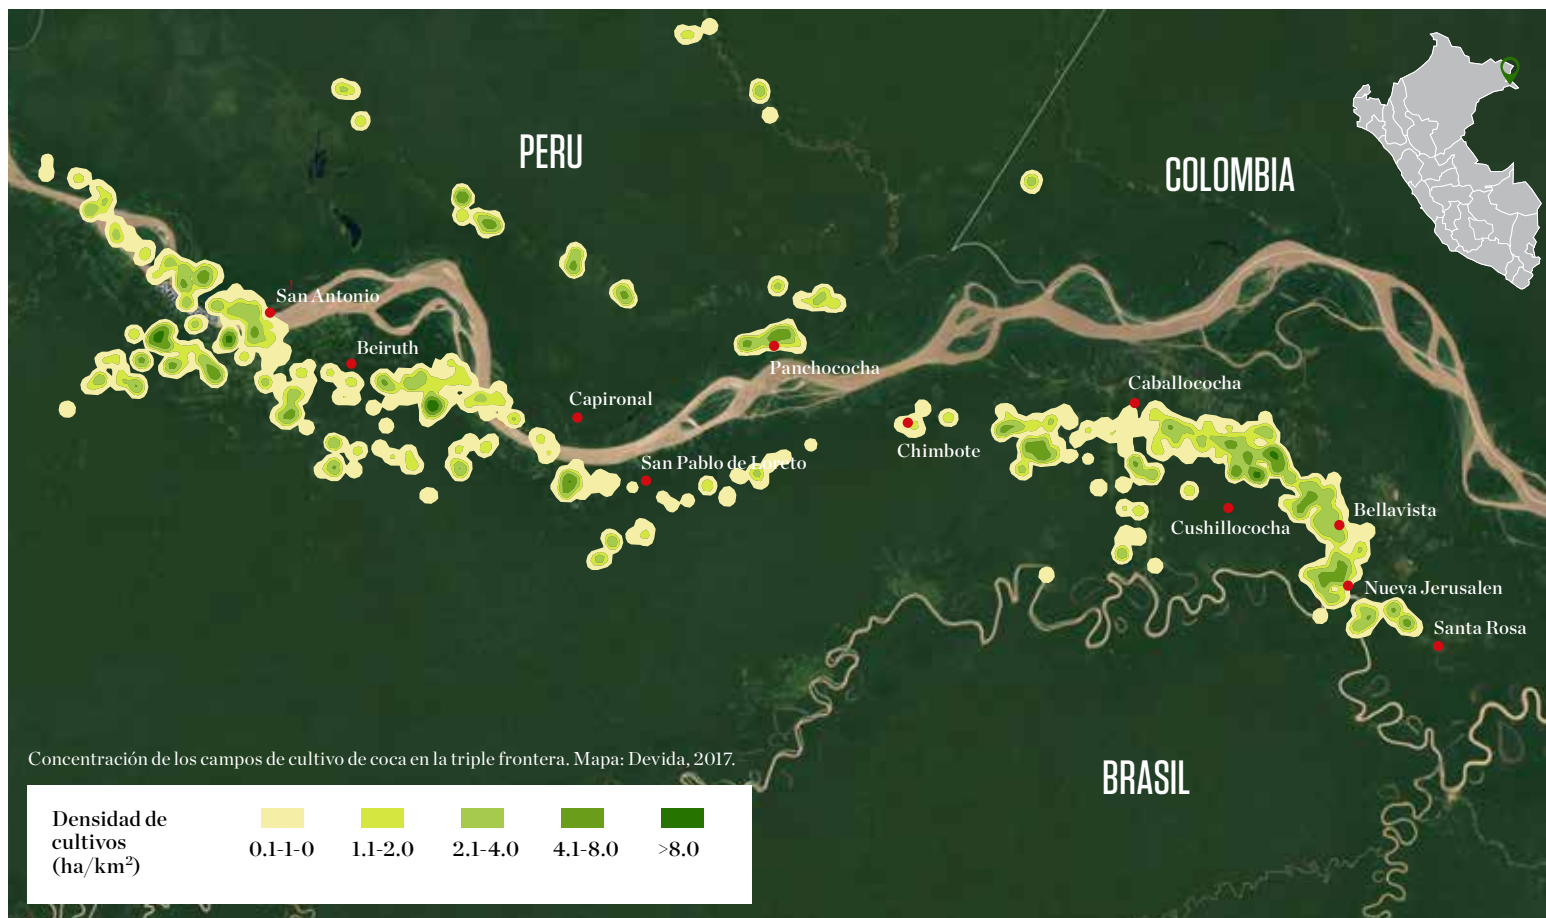 PERU
COLOMBIA
San Antonio
Beiruth
Panchococha
Capironal
Caballococha
Chimbote
San Pablo de Loreto
Bellavista
Cushillococha
Nueva Jerusalen
Santa Rosa
BRASIL
Concentración de los campos de cultivo de coca en la triple frontera. Mapa: Devida, 2017.
Densidad de
cultivos
(ha/km²)
0.1-1-0
1.1-2.0
2.1-4.0
4.1-8.0
>8.0